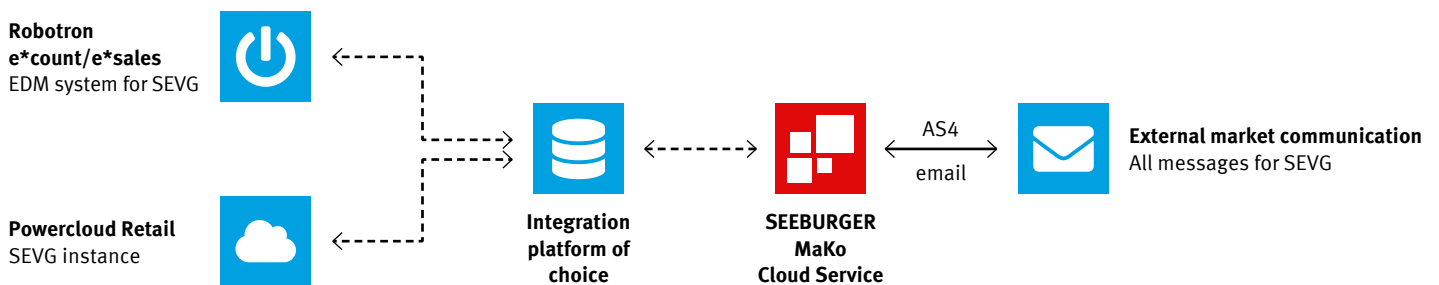 Robotron
e*count/e*sales
EDM system for SEVG
Powercloud Retail
SEVG instance
Integration
platform of
choice
SEEBURGER
MaKo
Cloud Service
AS4
email
External market communication
All messages for SEVG